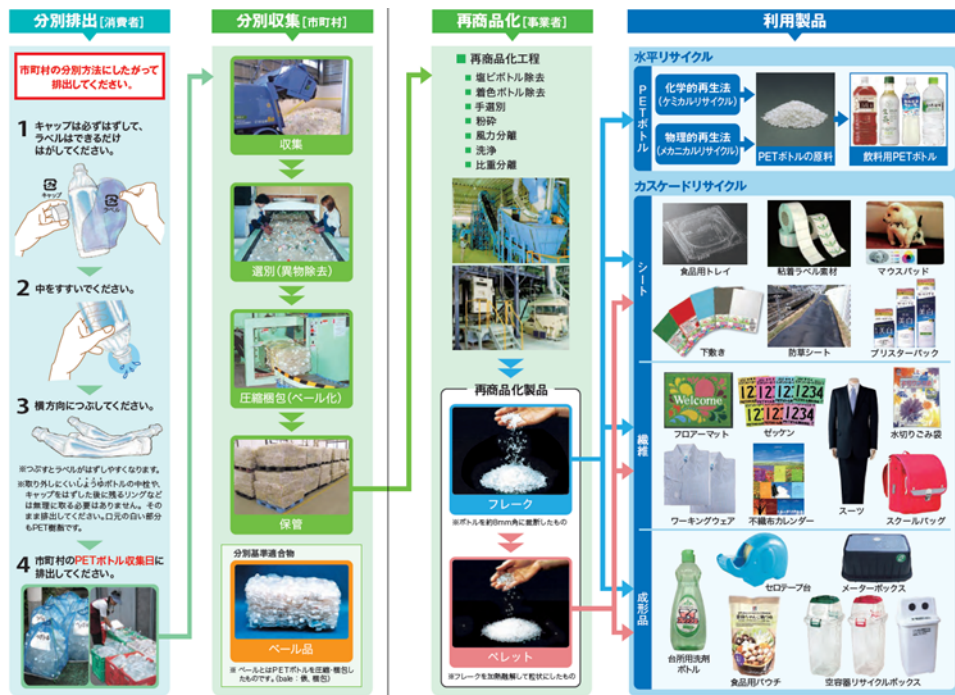 分別排出[消費者]
市町村の分別方法にしたがって
排出してください。
1 キャップは必ずはずして、
ラベルはできるだけ
はがしてください。
キャップ
ラベル
2 中をすすいでください。
3 横方向につぶしてください。
※つぶすとラベルがはずしやすくなります。
※取り外しにくいしょうゆボトルの中栓や、
キャップをはずした後に残るリングなど
は無理に取る必要はありません。その
まま排出してください。口元の白い部分
もPET樹脂です。
4 市町村のPETボトル収集日に
排出してください。
分別収集[市町村]
収集
選別(異物除去)
圧縮梱包(ベール化)
保管
分別基準適合物
ベール品
※ ベールとはPETボトルを圧縮・梱包し
たものです。(bale:俵、梱包)
再商品化[事業者]
■ 再商品化工程
■ 塩ビボトル除去
■ 着色ボトル除去
■ 手選別
■ 粉砕
■ 風力分離
■ 洗浄
■ 比重分離
再商品化製品
フレーク
※ボトルを約8mm角に裁断したもの
ペレット
※フレークを加熱融解して粒状にしたもの
利用製品
水平リサイクル
PETボトル
化学的再生法
(ケミカルリサイクル)
物理的再生法
(メカニカルリサイクル)
PETボトルの原料
飲料用PETボトル
カスケードリサイクル
シート
食品用トレイ
粘着ラベル素材
マウスパッド
下敷き
防草シート
ブリスターパック
繊維
Welcome
フロアーマット
1234
ゼッケン
スーツ
水切りごみ袋
ワーキングウェア
不織布カレンダー
スクールバッグ
成形品
台所用洗剤
ボトル
セロテープ台
メーターボックス
食品用パウチ
空容器リサイクルボックス